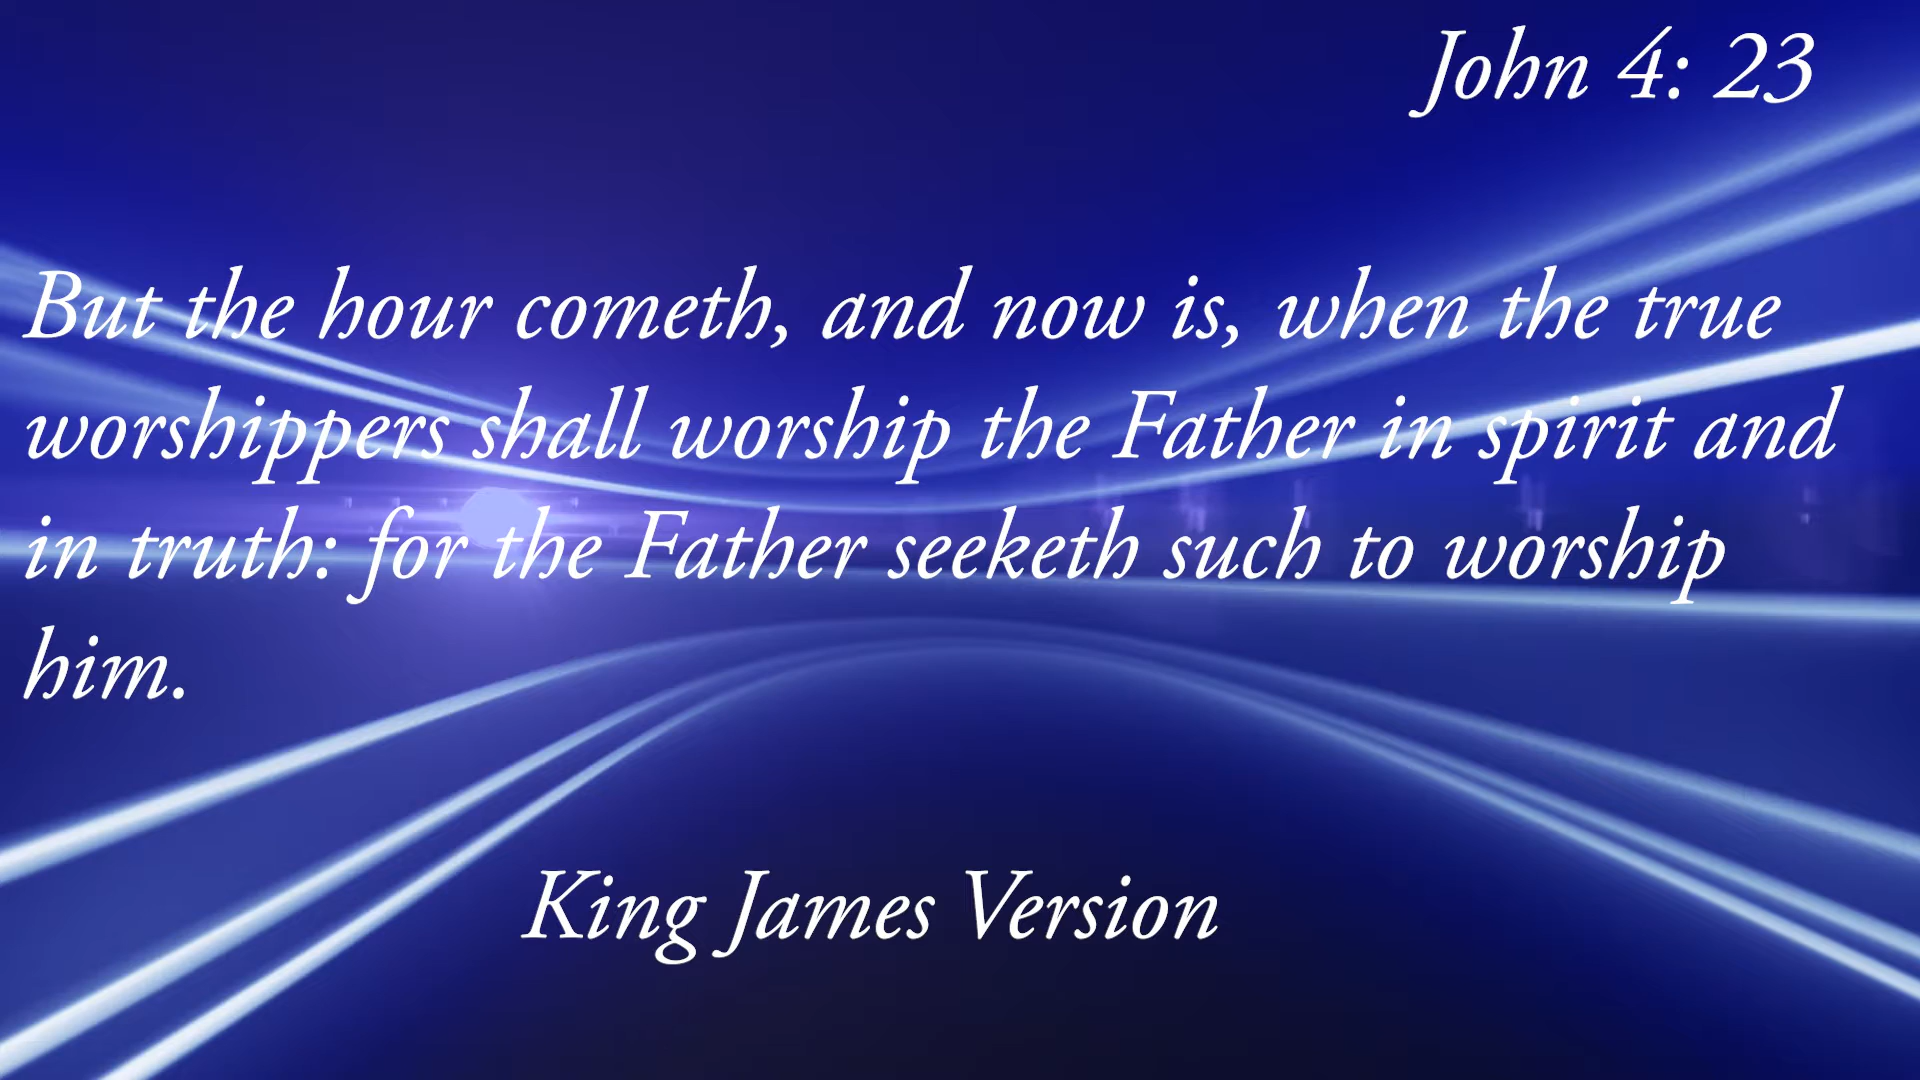 John 4: 23
But the hour cometh, and now is, when the true
worshippers shall worship the Father in spirit and
in truth: for the Father seeketh such to worship
him.
King James Version